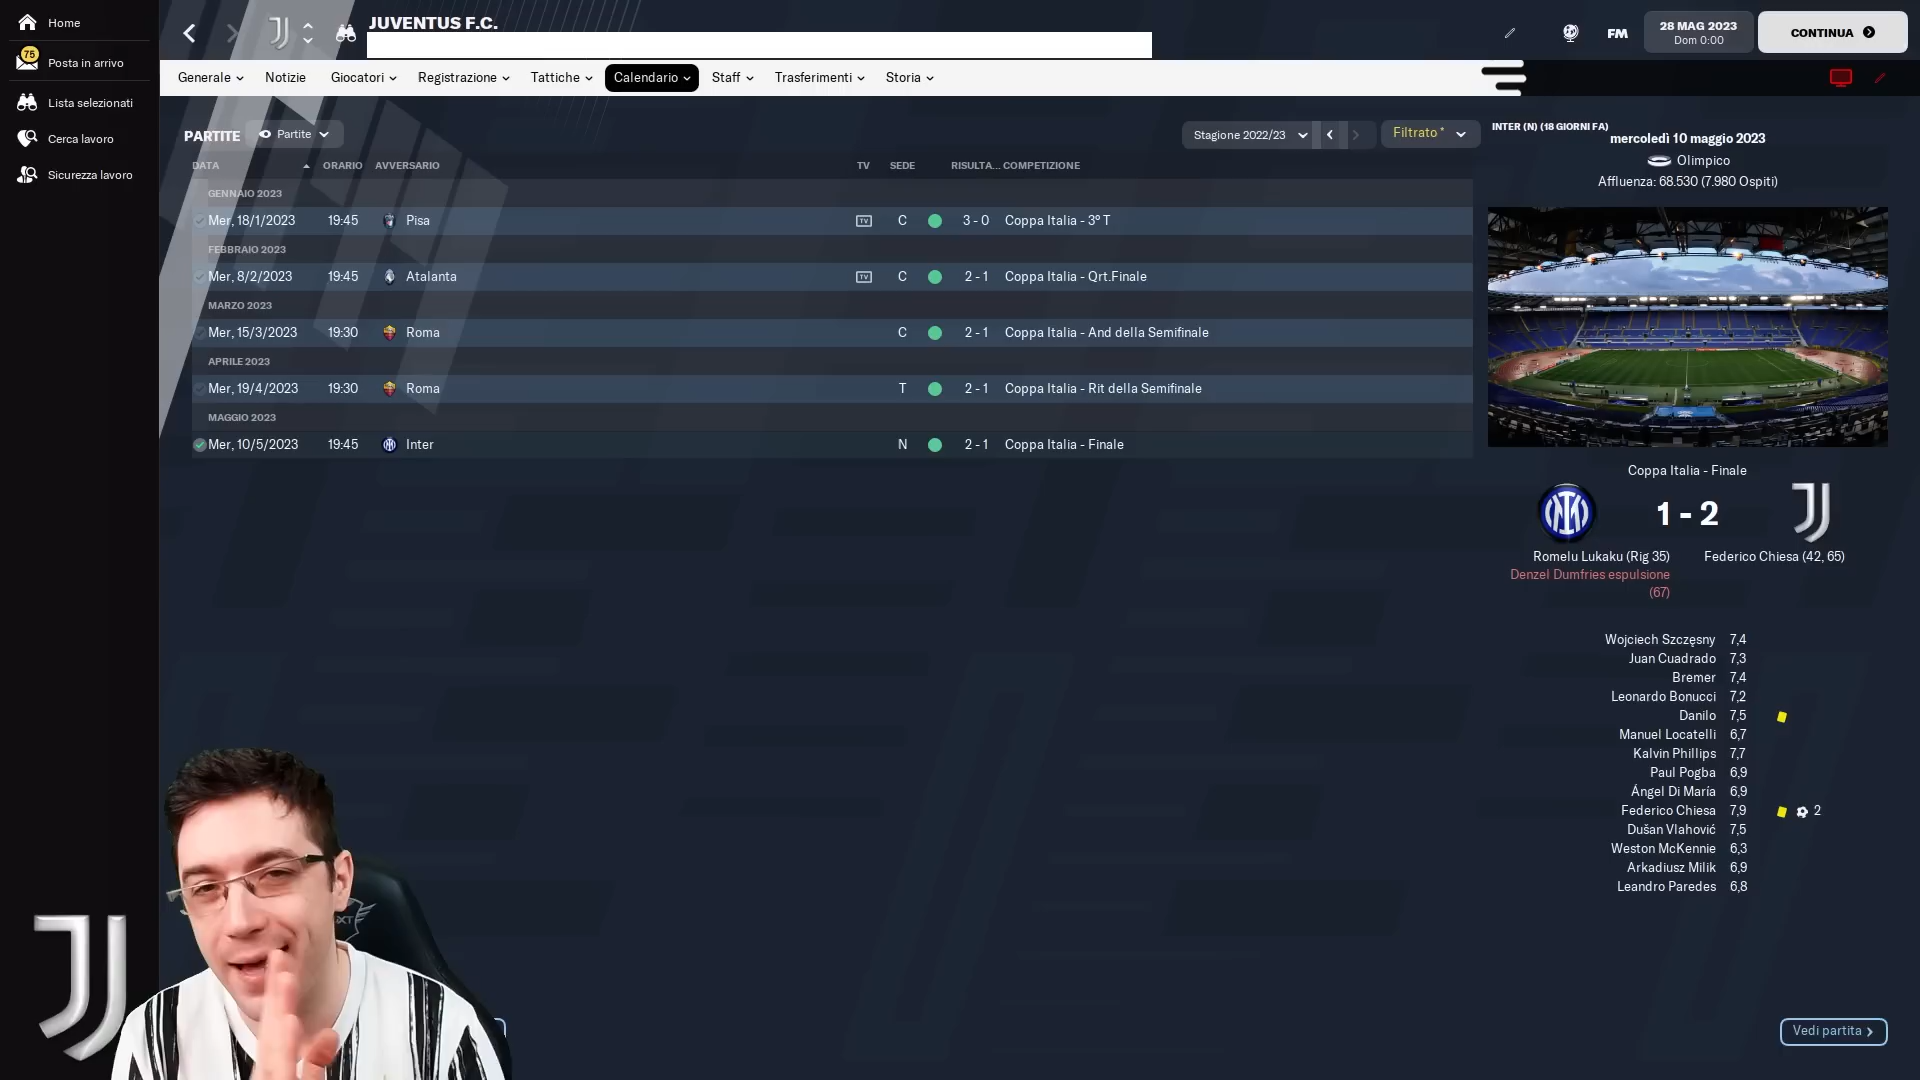 Home
75
Posta in arrivo
Lista selezionati
Cerca lavoro
Sicurezza lavoro
JUVENTUS F.C.
FM
28 MAG 2023
Dom 0:00
CONTINUA
Generale Notizie Giocatori Registrazione Tattiche Calendario Staff Trasferimenti Storia
PARTITE Partite
Stagione 2022/23
Filtrato *
DATA ORARIO AVVERSARIO TV SEDE RISULTA... COMPETIZIONE
GENNAIO 2023
Mer, 18/1/2023 19:45 Pisa TV C 3 - 0 Coppa Italia - 3º T
FEBBRAIO 2023
Mer, 8/2/2023 19:45 Atalanta TV C 2 - 1 Coppa Italia - Qrt.Finale
MARZO 2023
Mer, 15/3/2023 19:30 Roma C 2 - 1 Coppa Italia - And della Semifinale
APRILE 2023
Mer, 19/4/2023 19:30 Roma T 2 - 1 Coppa Italia - Rit della Semifinale
MAGGIO 2023
Mer, 10/5/2023 19:45 Inter N 2 - 1 Coppa Italia - Finale
INTER (N) (18 GIORNI FA)
mercoledì 10 maggio 2023
Olimpico
Affluenza: 68.530 (7.980 Ospiti)
Coppa Italia - Finale
1 - 2
Romelu Lukaku (Rig 35) Federico Chiesa (42, 65)
Denzel Dumfries espulsione
(67)
Wojciech Szczęsny 7,4
Juan Cuadrado 7,3
Bremer 7,4
Leonardo Bonucci 7,2
Danilo 7,5
Manuel Locatelli 6,7
Kalvin Phillips 7,7
Paul Pogba 6,9
Ángel Di María 6,9
Federico Chiesa 7,9 2
Dušan Vlahović 7,5
Weston McKennie 6,3
Arkadiusz Milik 6,9
Leandro Paredes 6,8
Vedi partita